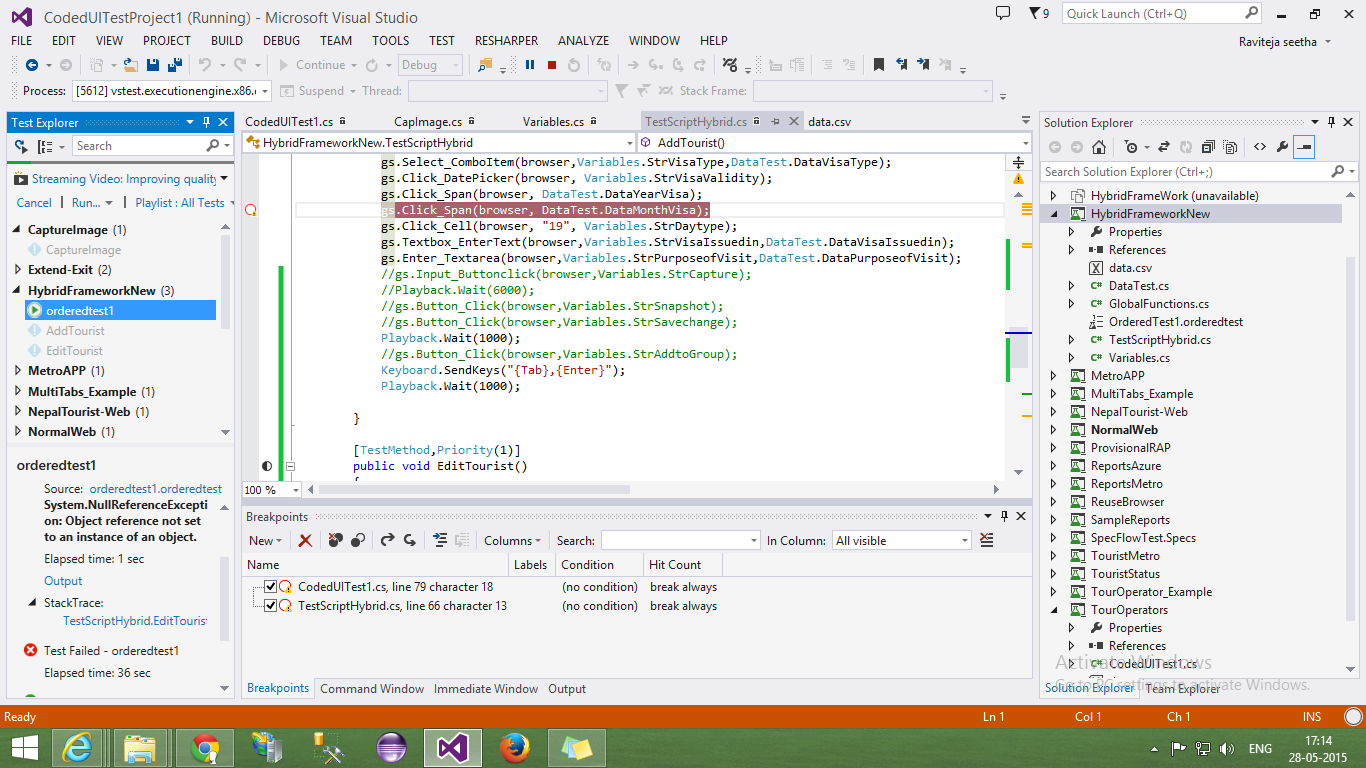 CodedUITestProject1 (Running) - Microsoft Visual Studio
9
Quick Launch (Ctrl+Q)
FILE EDIT VIEW PROJECT BUILD DEBUG TEAM TOOLS TEST RESHARPER ANALYZE WINDOW HELP
Raviteja seetha
Continue Debug
Process: [5612] vstest.executionengine.x86. Suspend Thread: Stack Frame:
Test Explorer
Search
Streaming Video: Improving quality
Cancel Run... Playlist : All Tests
CaptureImage (1)
CaptureImage
Extend-Exit (2)
HybridFrameworkNew (3)
orderedtest1
AddTourist
EditTourist
MetroAPP (1)
MultiTabs_Example (1)
NepalTourist-Web (1)
NormalWeb (1)
orderedtest1
Source: orderedtest1.orderedtest
System.NullReferenceExcepti
on: Object reference not set
to an instance of an object.
Elapsed time: 1 sec
Output
StackTrace:
TestScriptHybrid.EditTouris
Test Failed - orderedtest1
Elapsed time: 36 sec
CodedUITest1.cs CapImage.cs Variables.cs TestScriptHybrid.cs data.csv
HybridFrameworkNew.TestScriptHybrid AddTourist()
gs.Select_ComboItem(browser,Variables.StrVisaType,DataTest.DataVisaType);
gs.Click_DatePicker(browser, Variables.StrVisaValidity);
gs.Click_Span(browser, DataTest.DataYearVisa);
gs.Click_Span(browser, DataTest.DataMonthVisa);
gs.Click_Cell(browser, "19", Variables.StrDaytype);
gs.Textbox_EnterText(browser,Variables.StrVisaIssuedin,DataTest.DataVisaIssuedin);
gs.Enter_Textarea(browser,Variables.StrPurposeofVisit,DataTest.DataPurposeofVisit);
//gs.Input_Buttonclick(browser,Variables.StrCapture);
//Playback.Wait(6000);
//gs.Button_Click(browser,Variables.StrSnapshot);
//gs.Button_Click(browser,Variables.StrSavechange);
Playback.Wait(1000);
//gs.Button_Click(browser,Variables.StrAddtoGroup);
Keyboard.SendKeys("{Tab},{Enter}");
Playback.Wait(1000);
}
[TestMethod,Priority(1)]
public void EditTourist()
{
100 %
Breakpoints
New Columns Search: In Column: All visible
Name Labels Condition Hit Count
CodedUITest1.cs, line 79 character 18 (no condition) break always
TestScriptHybrid.cs, line 66 character 13 (no condition) break always
Breakpoints Command Window Immediate Window Output
Solution Explorer
Search Solution Explorer (Ctrl+;)
HybridFrameWork (unavailable)
HybridFrameworkNew
Properties
References
data.csv
C# DataTest.cs
C# GlobalFunctions.cs
OrderedTest1.orderedtest
C# TestScriptHybrid.cs
C# Variables.cs
MetroAPP
MultiTabs_Example
NepalTourist-Web
NormalWeb
ProvisionalRAP
ReportsAzure
ReportsMetro
ReuseBrowser
SampleReports
SpecFlowTest.Specs
TouristMetro
TouristStatus
TourOperator_Example
TourOperators
Properties
References
C# CodedUITest1.cs
Activate Windows
Go to PC settings to activate Windows.
Solution Explorer Team Explorer
Ready Ln 1 Col 1 Ch 1 INS
ENG
17:14
28-05-2015